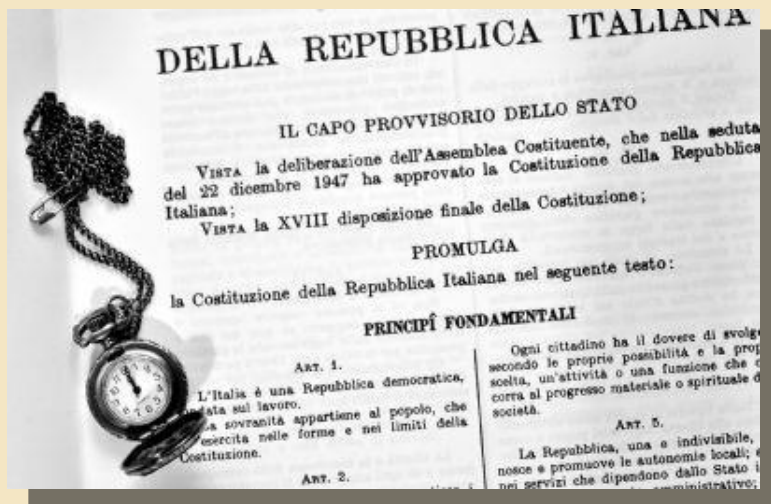 DELLA REPUBBLICA ITALIANA
IL CAPO PROVVISORIO DELLO STATO
VISTA la deliberazione dell'Assemblea Costituente, che nella seduta
del 22 dicembre 1947 ha approvato la Costituzione della Repubblica
Italiana;
VISTA la XVIII disposizione finale della Costituzione;
PROMULGA
la Costituzione della Repubblica Italiana nel seguente testo:
PRINCIPÎ FONDAMENTALI
ART. 1.
L'Italia è una Repubblica democratica,
sul lavoro.
sovranità appartiene al popolo, che
esercita nelle forme e nei limiti della
Costituzione.
ART. 2.
Ogni cittadino ha il dovere di
secondo le proprie possibilità e la
scelta, un'attività o una funzione che
al progresso materiale o spirituale
società.
ART. 5.
La Repubblica, una e indivisibile,
e promuove le autonomie locali;
nei servizi che dipendono dallo Stato
amministrativo;